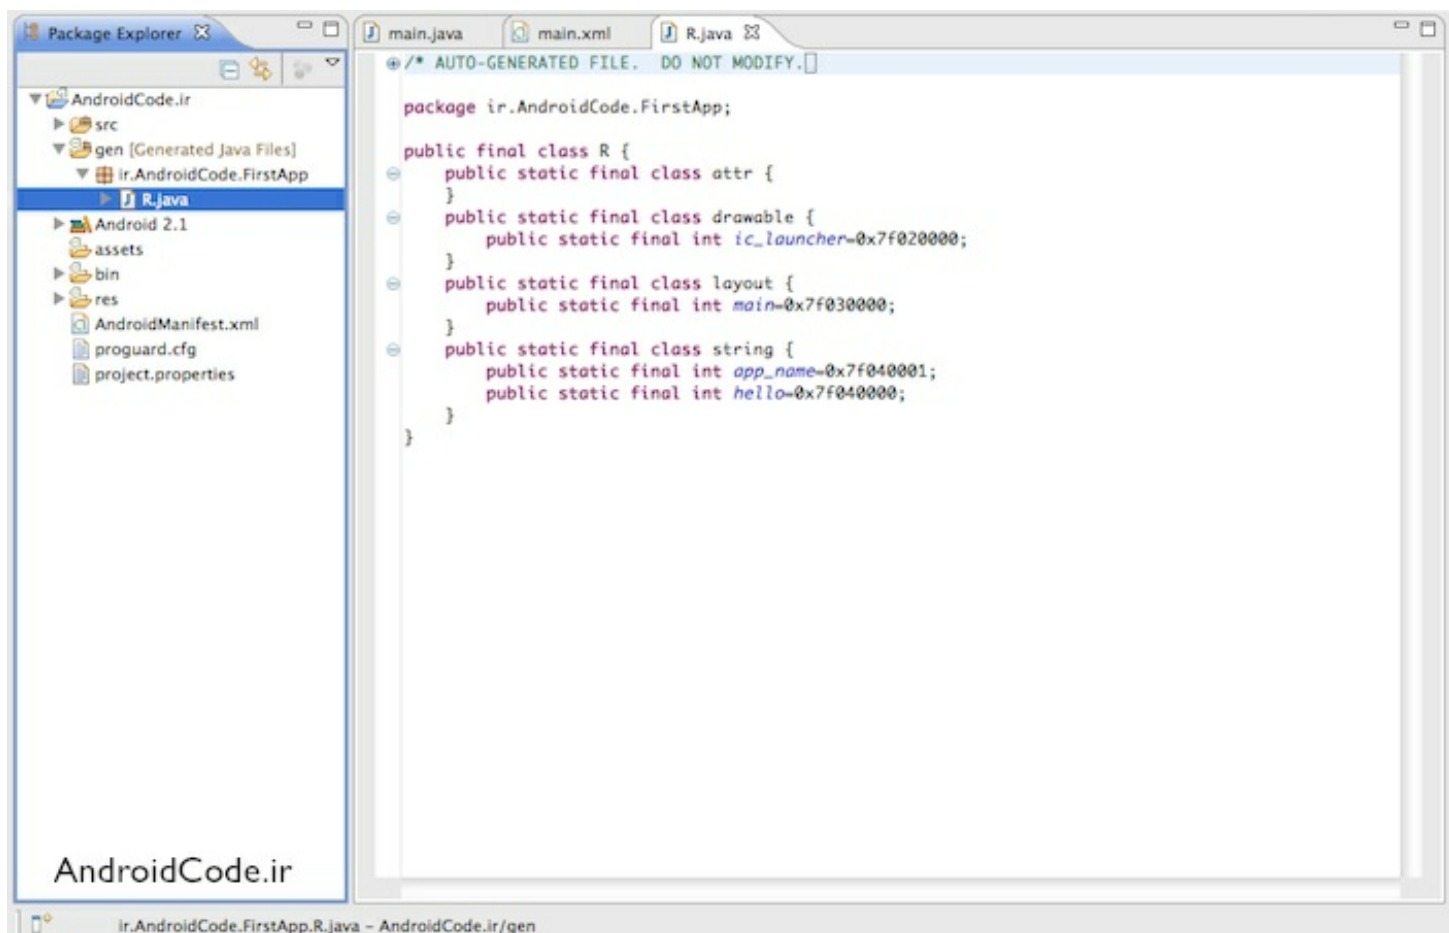 Package Explorer
AndroidCode.ir
src
gen [Generated Java Files]
ir.AndroidCode.FirstApp
R.java
Android 2.1
assets
bin
res
AndroidManifest.xml
proguard.cfg
project.properties
AndroidCode.ir
main.java main.xml R.java
/* AUTO-GENERATED FILE.  DO NOT MODIFY.
package ir.AndroidCode.FirstApp;
public final class R {
    public static final class attr {
    }
    public static final class drawable {
        public static final int ic_launcher=0x7f020000;
    }
    public static final class layout {
        public static final int main=0x7f030000;
    }
    public static final class string {
        public static final int app_name=0x7f040001;
        public static final int hello=0x7f040000;
    }
}
ir.AndroidCode.FirstApp.R.java - AndroidCode.ir/gen